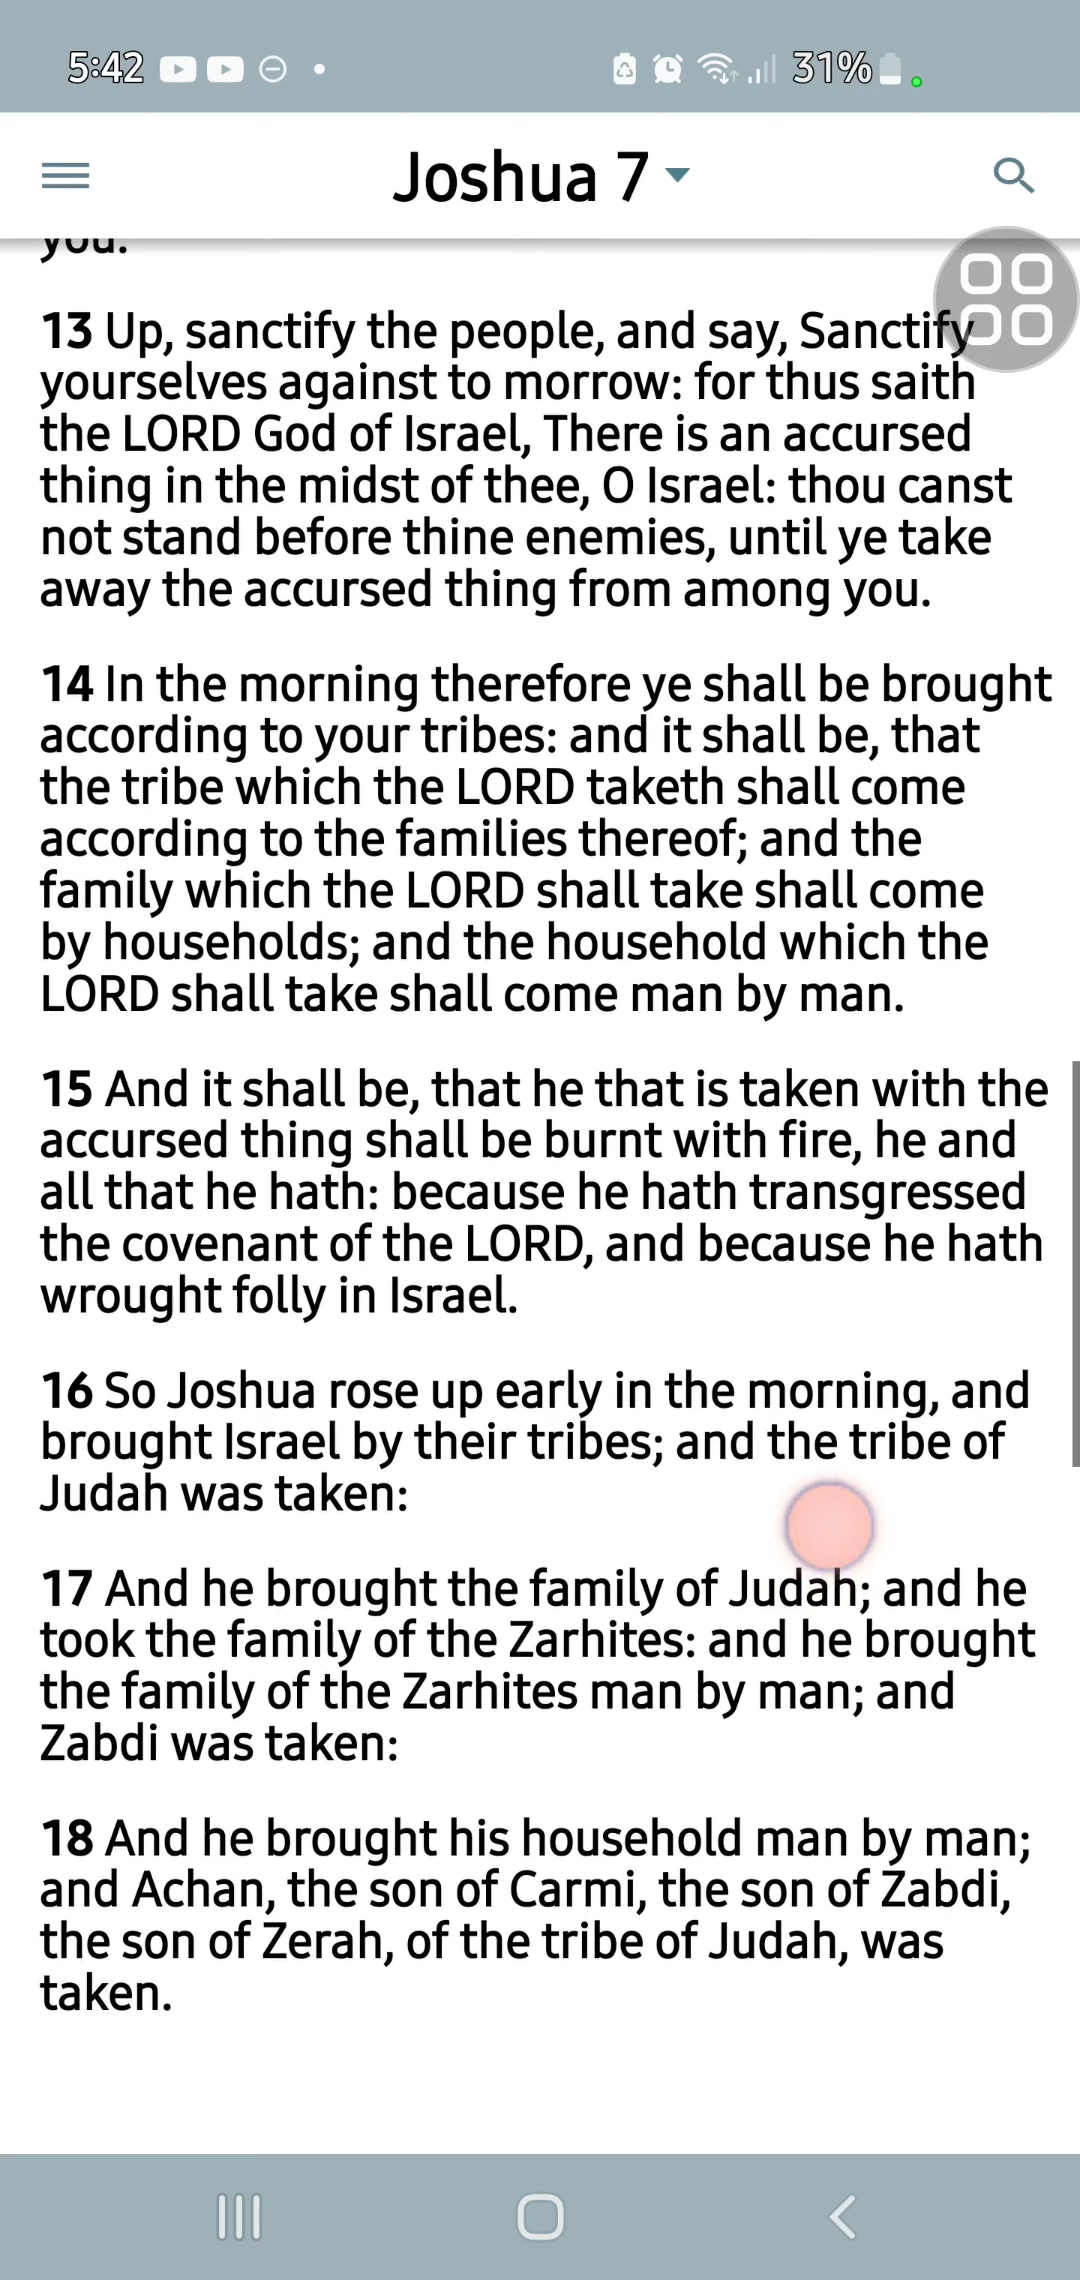 5:42
31%
Joshua 7
you.
13 Up, sanctify the people, and say, Sanctify
yourselves against to morrow: for thus saith
the LORD God of Israel, There is an accursed
thing in the midst of thee, O Israel: thou canst
not stand before thine enemies, until ye take
away the accursed thing from among you.
14 In the morning therefore ye shall be brought
according to your tribes: and it shall be, that
the tribe which the LORD taketh shall come
according to the families thereof; and the
family which the LORD shall take shall come
by households; and the household which the
LORD shall take shall come man by man.
15 And it shall be, that he that is taken with the
accursed thing shall be burnt with fire, he and
all that he hath: because he hath transgressed
the covenant of the LORD, and because he hath
wrought folly in Israel.
16 So Joshua rose up early in the morning, and
brought Israel by their tribes; and the tribe of
Judah was taken:
17 And he brought the family of Judah; and he
took the family of the Zarhites: and he brought
the family of the Zarhites man by man; and
Zabdi was taken:
18 And he brought his household man by man;
and Achan, the son of Carmi, the son of Zabdi,
the son of Zerah, of the tribe of Judah, was
taken.